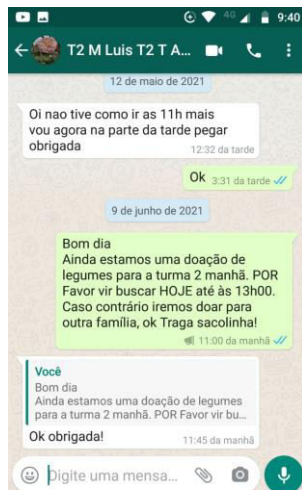 4G 9:40
T2 M Luis T2 T A...
12 de maio de 2021
Oi nao tive como ir as 11h mais
vou agora na parte da tarde pegar
obrigada
12:32 da tarde
Ok 3:31 da tarde
9 de junho de 2021
Bom dia
Ainda estamos uma doação de
legumes para a turma 2 manhã. POR
Favor vir buscar HOJE até às 13h00.
Caso contrário iremos doar para
outra família, ok Traga sacolinha!
11:00 da manhã
Você
Bom dia
Ainda estamos uma doação de legumes
para a turma 2 manhã. POR Favor vir bu...
Ok obrigada!
11:45 da manhã
Digite uma mensa...